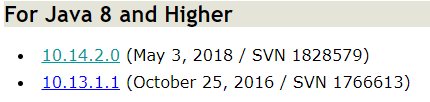 For Java 8 and Higher
• 10.14.2.0 (May 3, 2018 / SVN 1828579)
• 10.13.1.1 (October 25, 2016 / SVN 1766613)